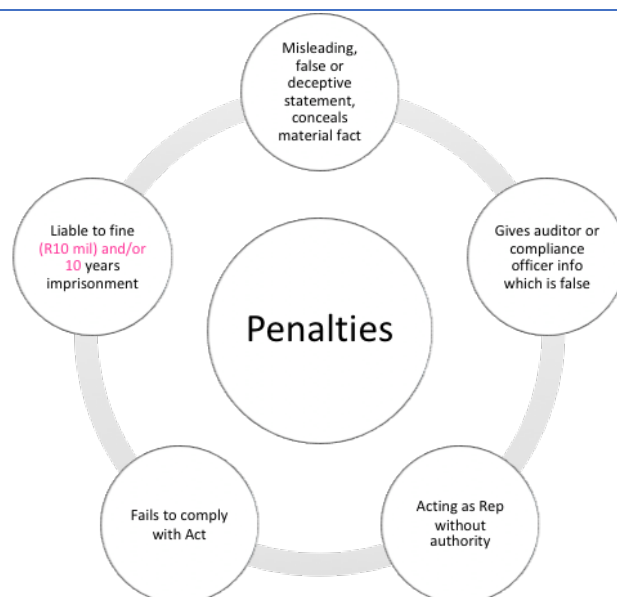 Misleading,
false or
deceptive
statement,
conceals
material fact
Gives auditor or
compliance
officer info
which is false
Acting as Rep
without
authority
Fails to comply
with Act
Liable to fine
(R10 mil) and/or
10 years
imprisonment
Penalties